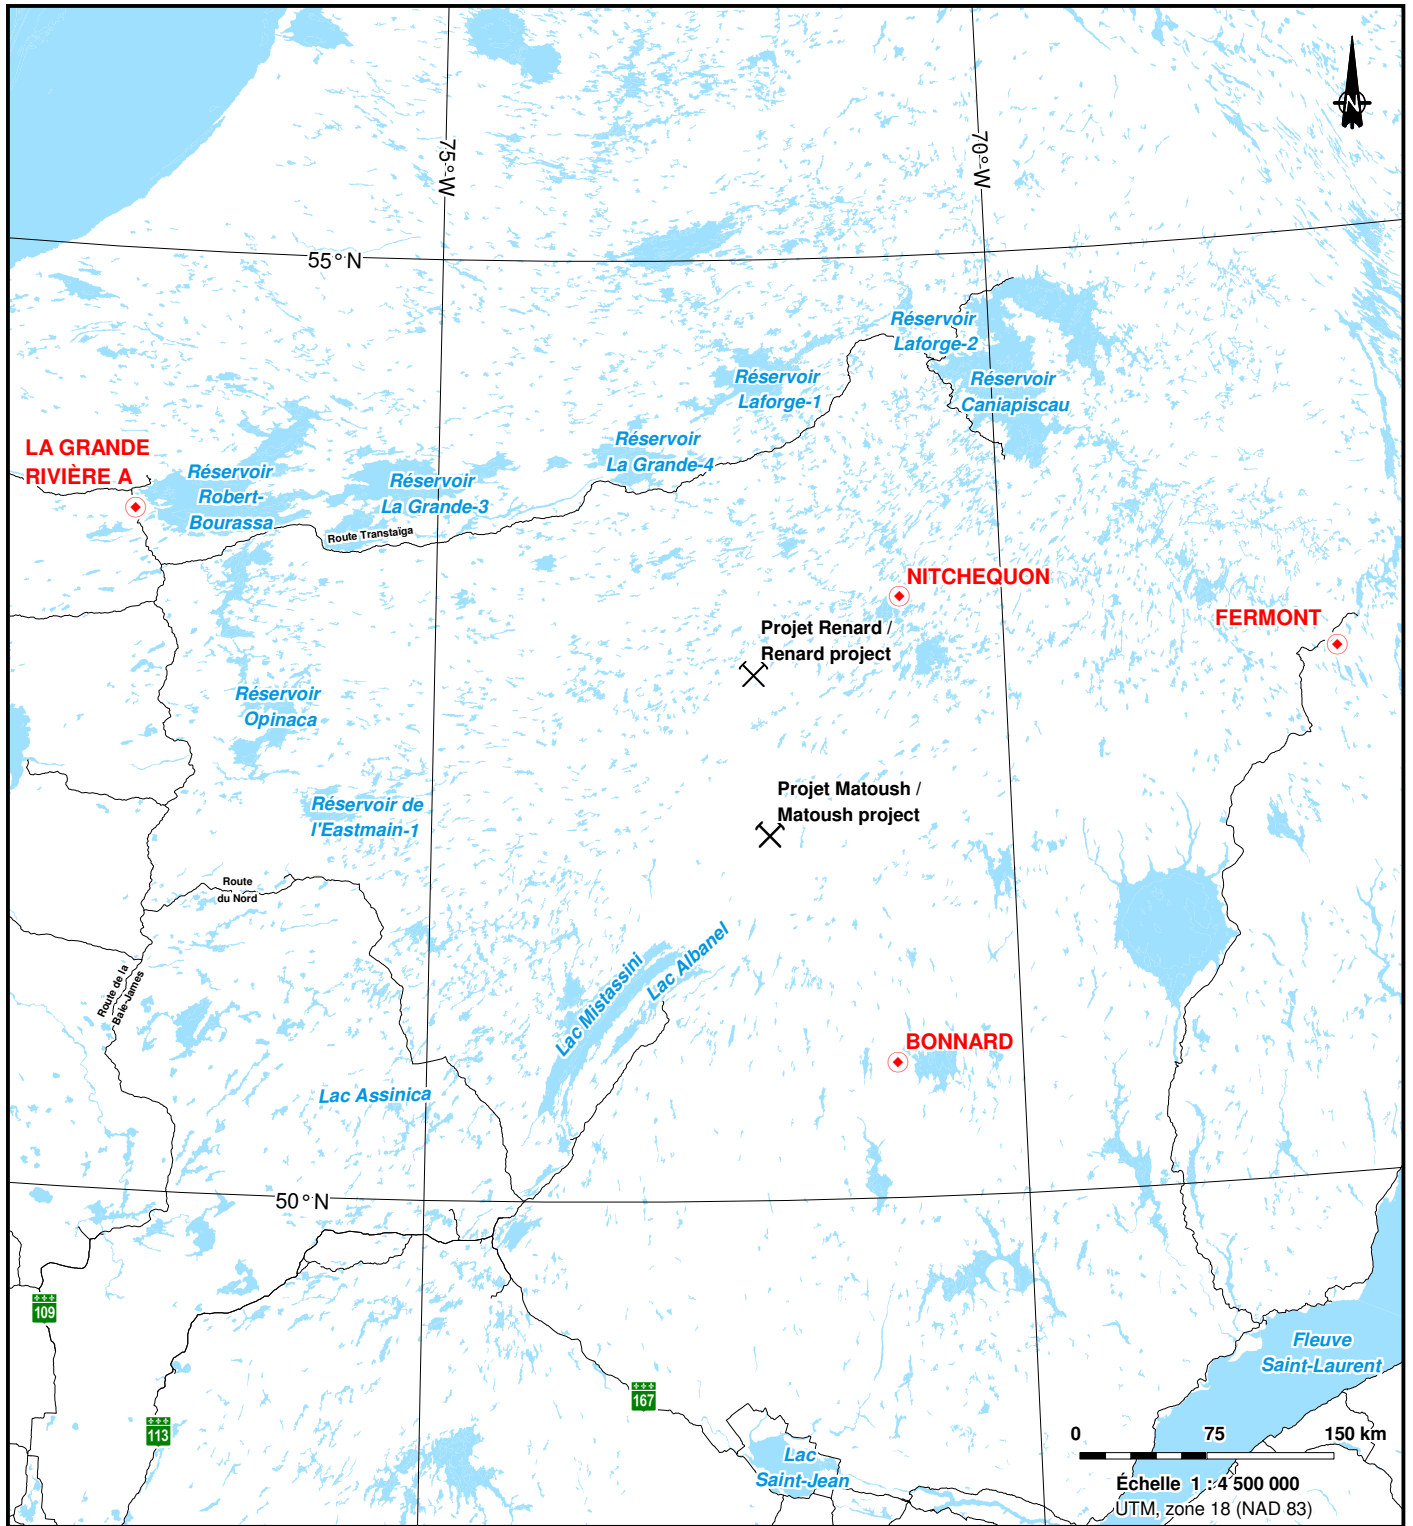 N
75° W
70° W
55° N
Réservoir
Laforge-2
Réservoir
Laforge-1
Réservoir
Caniapiscau
LA GRANDE
RIVIÈRE A
Réservoir
Robert-
Bourassa
Réservoir
La Grande-3
Réservoir
La Grande-4
Route Transtaïga
NITCHEQUON
FERMONT
Projet Renard /
Renard project
Réservoir
Opinaca
Projet Matoush /
Matoush project
Réservoir de
l'Eastmain-1
Route
du Nord
Route de la
Baie-James
Lac Mistassini
Lac Albanel
BONNARD
Lac Assinica
50° N
109
113
167
Fleuve
Saint-Laurent
Lac
Saint-Jean
0 75 150 km
Échelle 1 : 4 500 000
UTM, zone 18 (NAD 83)